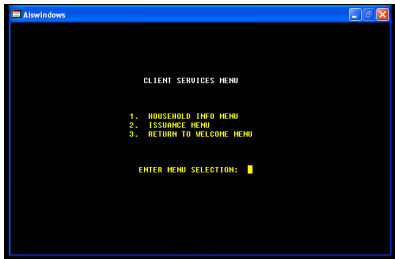 Aiswindows
CLIENT SERVICES MENU
1. HOUSEHOLD INFO MENU
2. ISSUANCE MENU
3. RETURN TO WELCOME MENU
ENTER MENU SELECTION: